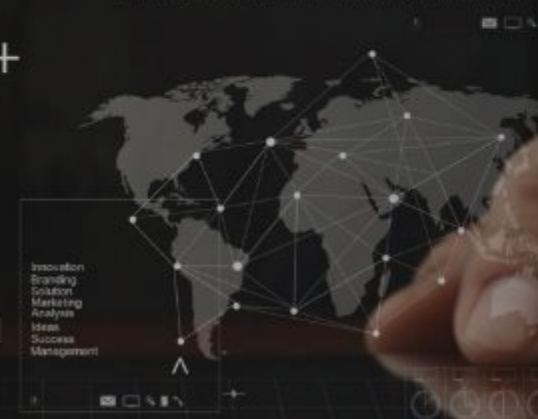 Innovation
Branding
Solution
Marketing
Analysis
Ideas
Success
Management